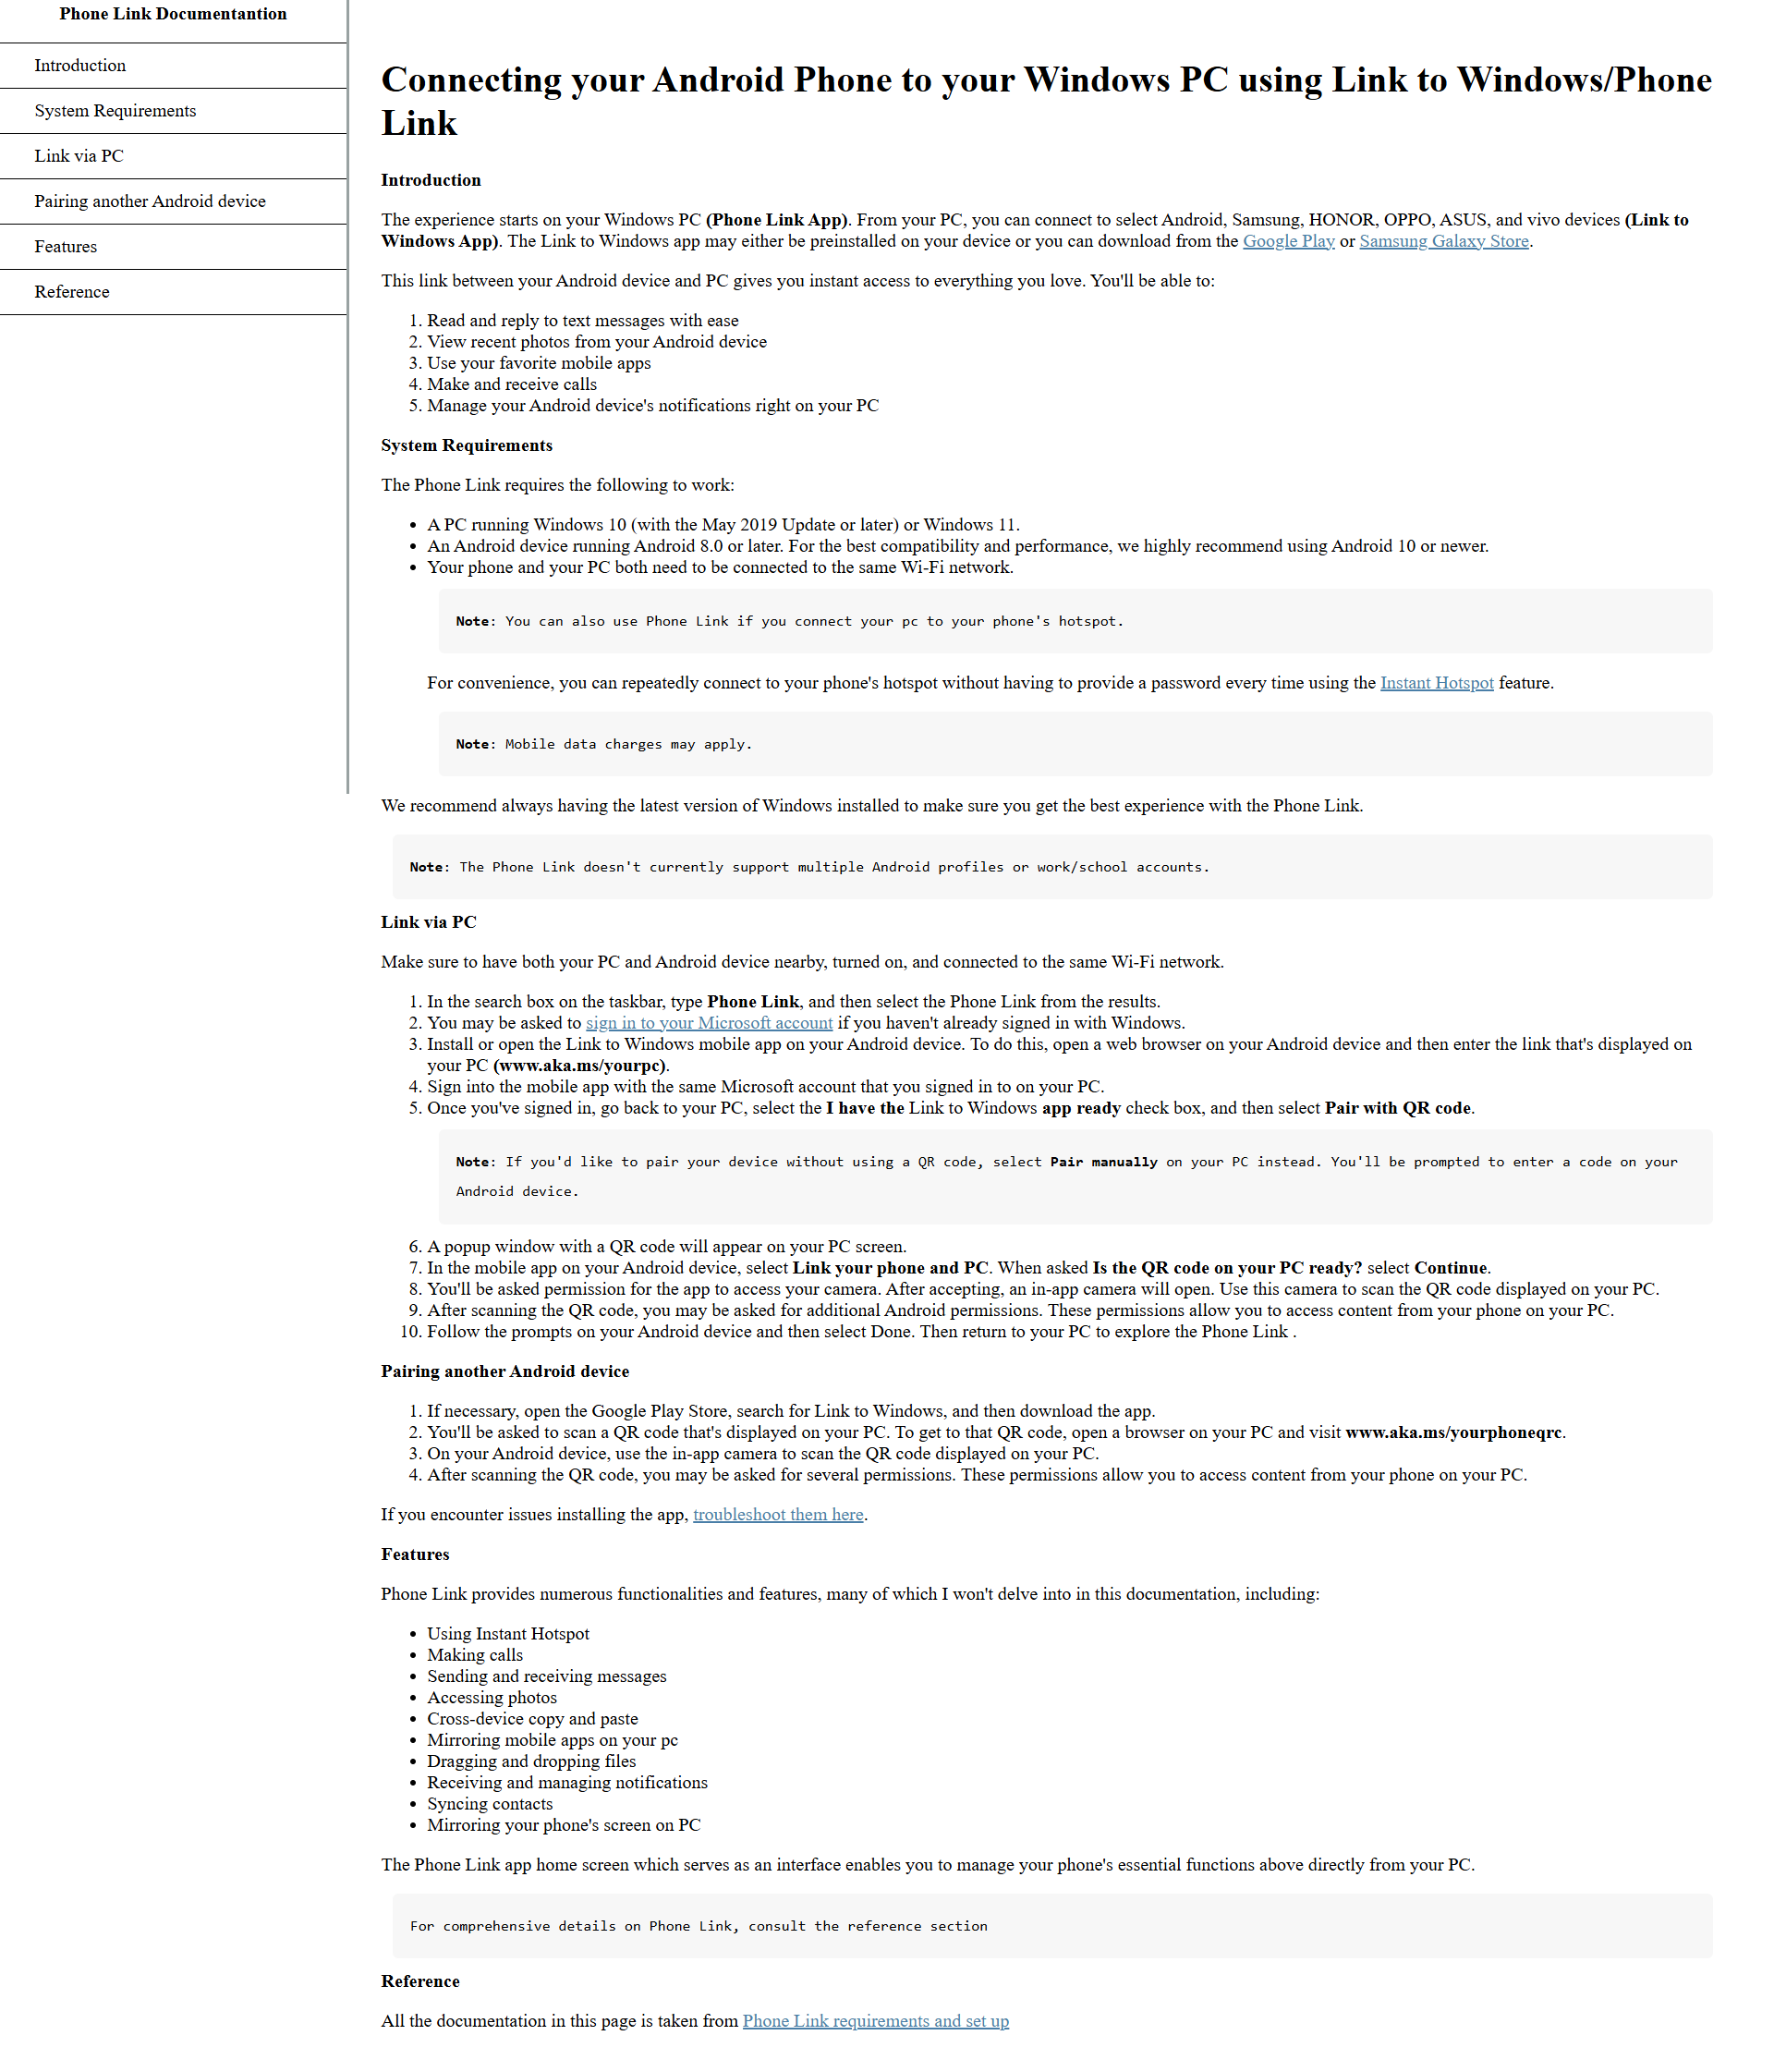 Phone Link Documentantion
Introduction
System Requirements
Link via PC
Pairing another Android device
Features
Reference
Connecting your Android Phone to your Windows PC using Link to Windows/Phone
Link
Introduction
The experience starts on your Windows PC (Phone Link App). From your PC, you can connect to select Android, Samsung, HONOR, OPPO, ASUS, and vivo devices (Link to
Windows App). The Link to Windows app may either be preinstalled on your device or you can download from the Google Play or Samsung Galaxy Store.
This link between your Android device and PC gives you instant access to everything you love. You'll be able to:
1. Read and reply to text messages with ease
2. View recent photos from your Android device
3. Use your favorite mobile apps
4. Make and receive calls
5. Manage your Android device's notifications right on your PC
System Requirements
The Phone Link requires the following to work:
• A PC running Windows 10 (with the May 2019 Update or later) or Windows 11.
• An Android device running Android 8.0 or later. For the best compatibility and performance, we highly recommend using Android 10 or newer.
• Your phone and your PC both need to be connected to the same Wi-Fi network.
Note: You can also use Phone Link if you connect your pc to your phone's hotspot.
For convenience, you can repeatedly connect to your phone's hotspot without having to provide a password every time using the Instant Hotspot feature.
Note: Mobile data charges may apply.
We recommend always having the latest version of Windows installed to make sure you get the best experience with the Phone Link.
Note: The Phone Link doesn't currently support multiple Android profiles or work/school accounts.
Link via PC
Make sure to have both your PC and Android device nearby, turned on, and connected to the same Wi-Fi network.
1. In the search box on the taskbar, type Phone Link, and then select the Phone Link from the results.
2. You may be asked to sign in to your Microsoft account if you haven't already signed in with Windows.
3. Install or open the Link to Windows mobile app on your Android device. To do this, open a web browser on your Android device and then enter the link that's displayed on
your PC (www.aka.ms/yourpc).
4. Sign into the mobile app with the same Microsoft account that you signed in to on your PC.
5. Once you've signed in, go back to your PC, select the I have the Link to Windows app ready check box, and then select Pair with QR code.
Note: If you'd like to pair your device without using a QR code, select Pair manually on your PC instead. You'll be prompted to enter a code on your
Android device.
6. A popup window with a QR code will appear on your PC screen.
7. In the mobile app on your Android device, select Link your phone and PC. When asked Is the QR code on your PC ready? select Continue.
8. You'll be asked permission for the app to access your camera. After accepting, an in-app camera will open. Use this camera to scan the QR code displayed on your PC.
9. After scanning the QR code, you may be asked for additional Android permissions. These permissions allow you to access content from your phone on your PC.
10. Follow the prompts on your Android device and then select Done. Then return to your PC to explore the Phone Link .
Pairing another Android device
1. If necessary, open the Google Play Store, search for Link to Windows, and then download the app.
2. You'll be asked to scan a QR code that's displayed on your PC. To get to that QR code, open a browser on your PC and visit www.aka.ms/yourphoneqrc.
3. On your Android device, use the in-app camera to scan the QR code displayed on your PC.
4. After scanning the QR code, you may be asked for several permissions. These permissions allow you to access content from your phone on your PC.
If you encounter issues installing the app, troubleshoot them here.
Features
Phone Link provides numerous functionalities and features, many of which I won't delve into in this documentation, including:
• Using Instant Hotspot
• Making calls
• Sending and receiving messages
• Accessing photos
• Cross-device copy and paste
• Mirroring mobile apps on your pc
• Dragging and dropping files
• Receiving and managing notifications
• Syncing contacts
• Mirroring your phone's screen on PC
The Phone Link app home screen which serves as an interface enables you to manage your phone's essential functions above directly from your PC.
For comprehensive details on Phone Link, consult the reference section
Reference
All the documentation in this page is taken from Phone Link requirements and set up